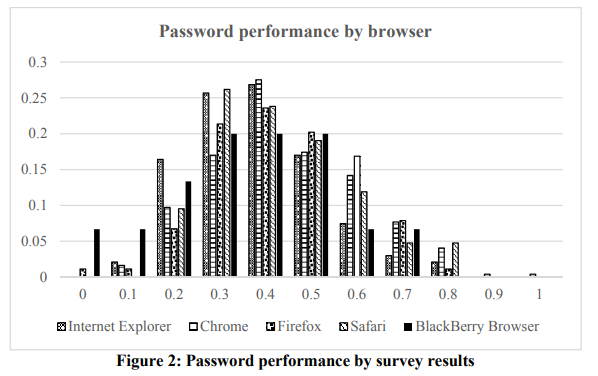 Password performance by browser
0.3
0.25
0.2
0.15
0.1
0.05
0
0 0.1 0.2 0.3 0.4 0.5 0.6 0.7 0.8 0.9 1
Internet Explorer Chrome Firefox Safari BlackBerry Browser
Figure 2: Password performance by survey results